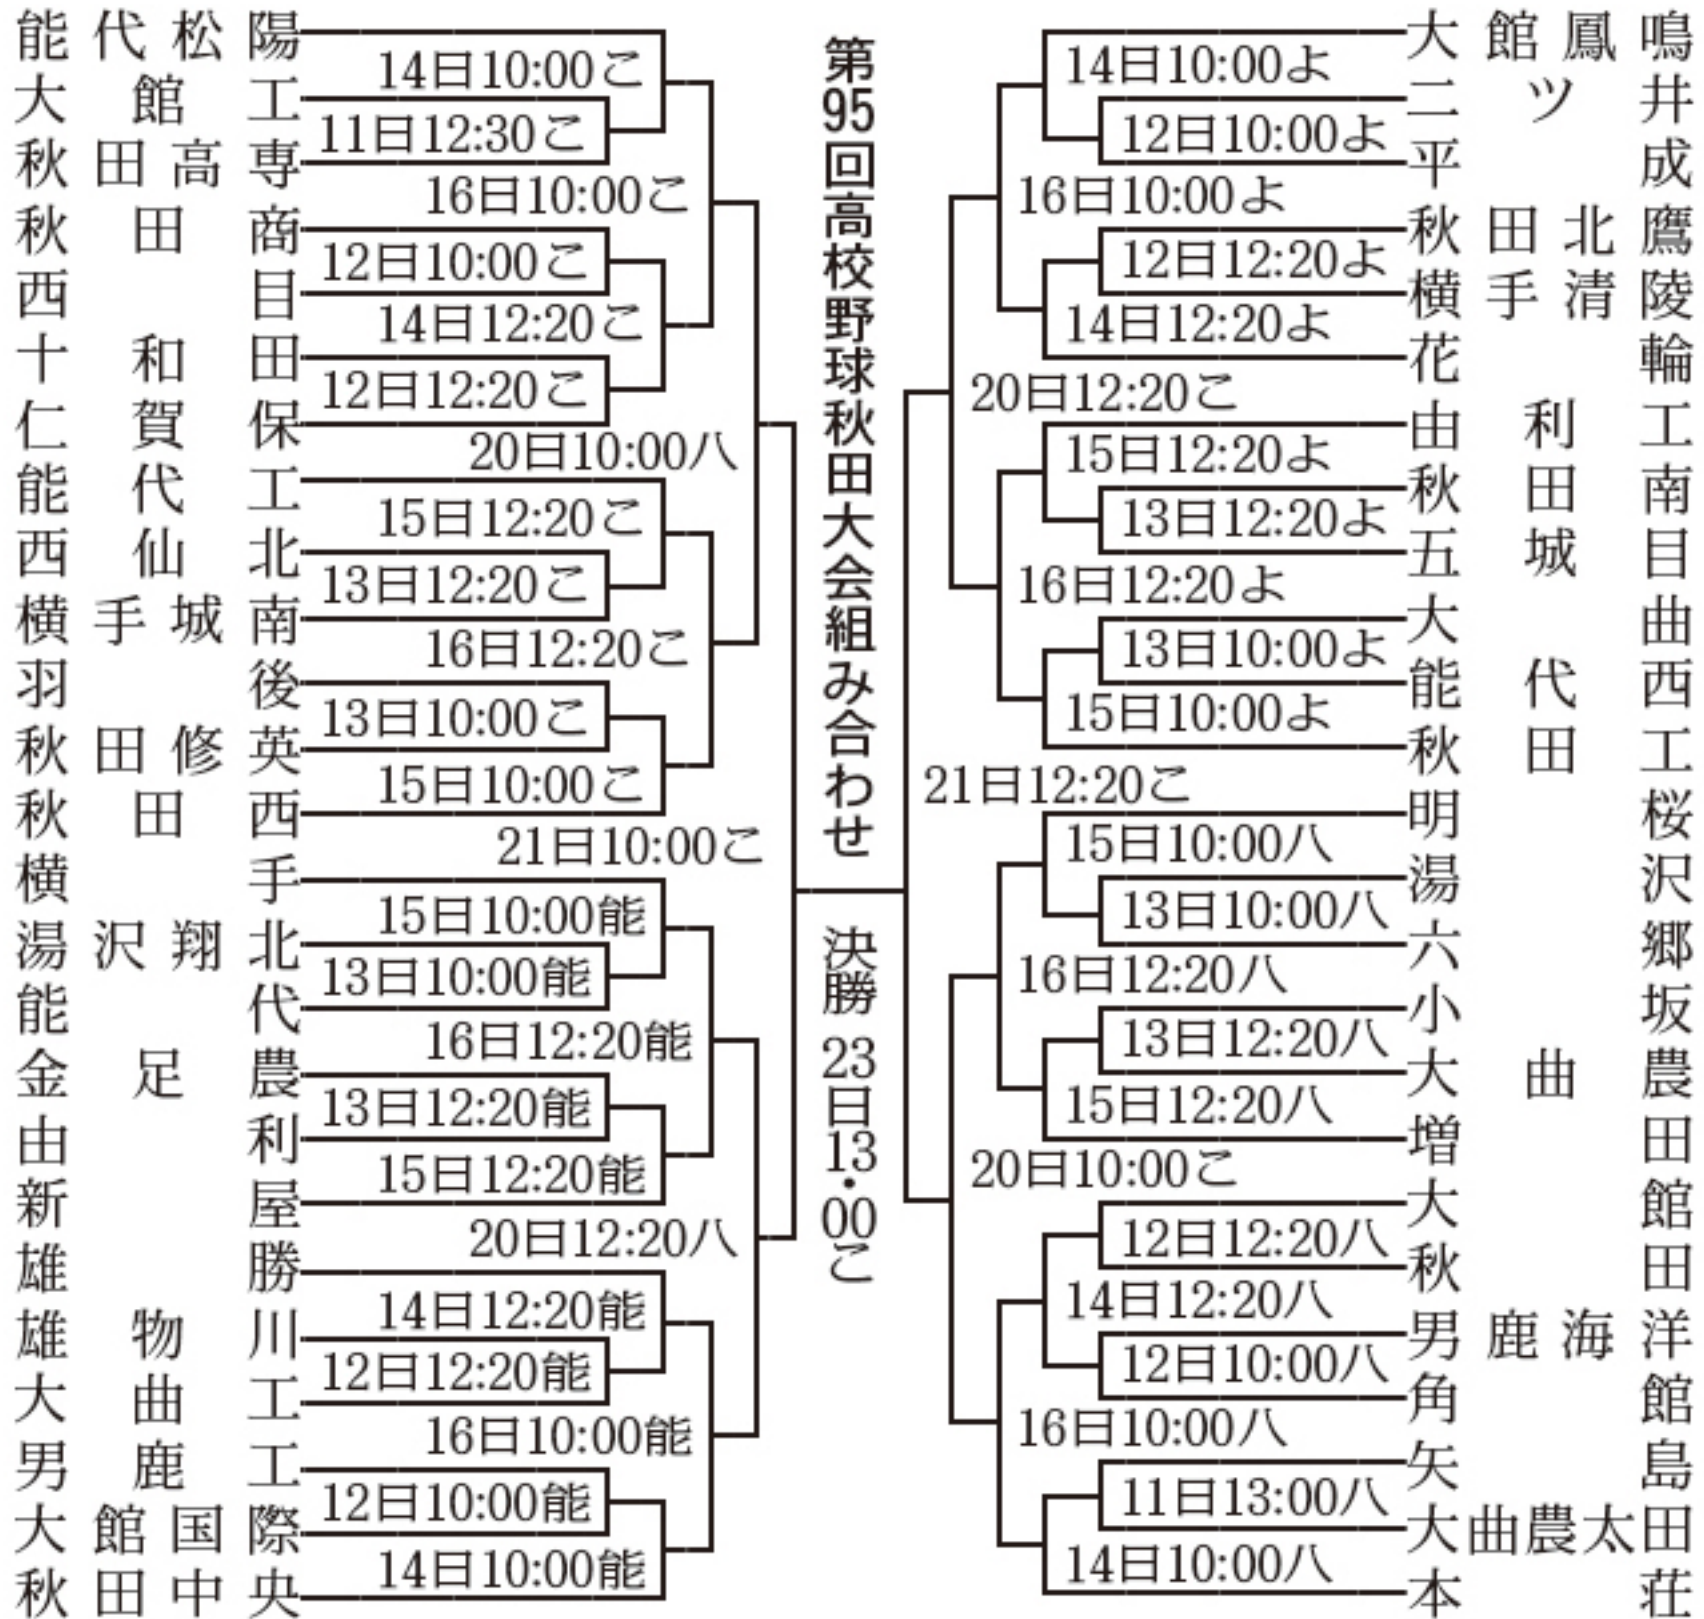 能代松陽
14日10:00こ
大館工
11日12:30こ
秋田高専
16日10:00こ
秋田商
12日10:00こ
西目
14日12:20こ
十和田
12日12:20こ
仁賀保
20日10:00八
能代工
15日12:20こ
西仙北
13日12:20こ
横手城南
16日12:20こ
羽後
13日10:00こ
秋田修英
15日10:00こ
秋田西
21日10:00こ
横手
15日10:00能
湯沢翔北
13日10:00能
能代
16日12:20能
金足農
13日12:20能
由利
15日12:20能
新屋
20日12:20八
雄勝
14日12:20能
雄物川
12日12:20能
大曲工
16日10:00能
男鹿工
12日10:00能
大館国際
14日10:00能
秋田中央
第95回高校野球秋田大会組み合わせ
決勝 23日13・00こ
大館鳳鳴
14日10:00よ
二ツ井
12日10:00よ
平成
16日10:00よ
秋田北鷹
12日12:20よ
横手清陵
14日12:20よ
花輪
20日12:20こ
由利工
15日12:20よ
秋田南
13日12:20よ
五城目
16日12:20よ
大曲
13日10:00よ
能代西
15日10:00よ
秋田工
21日12:20こ
明桜
15日10:00八
湯沢
13日10:00八
六郷
16日12:20八
小坂
13日12:20八
大曲農
15日12:20八
増田
20日10:00こ
大館
12日12:20八
秋田
14日12:20八
男鹿海洋
12日10:00八
角館
16日10:00八
矢島
11日13:00八
大曲農太田
14日10:00八
本荘